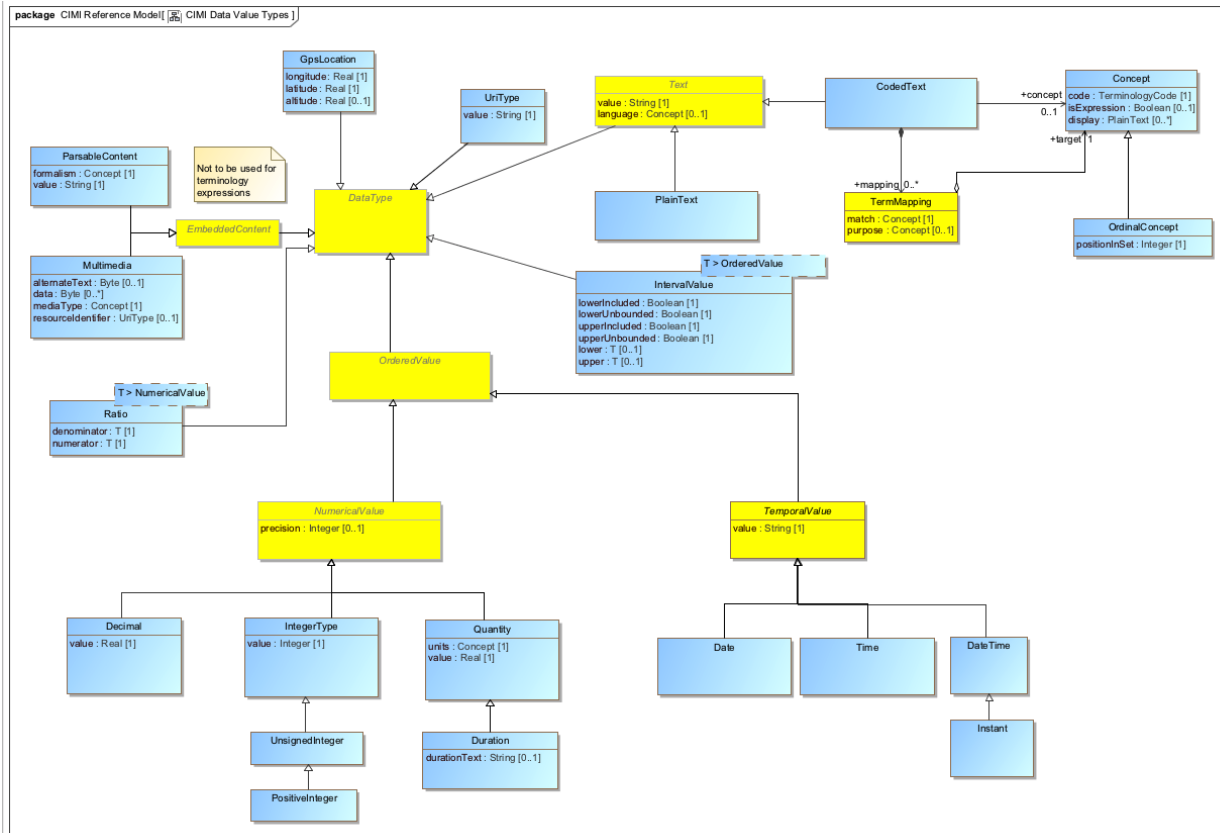 package CIMI Reference Model[ CIMI Data Value Types ]
GpsLocation
longitude : Real [1]
latitude : Real [1]
altitude : Real [0..1]
UriType
value : String [1]
Text
value : String [1]
language : Concept [0..1]
CodedText
+concept
0..1
Concept
code : TerminologyCode [1]
isExpression : Boolean [0..1]
display : PlainText [0..*]
+target 1
ParsableContent
formalism : Concept [1]
value : String [1]
Not to be used for
terminology
expressions
DataType
EmbeddedContent
PlainText
+mapping 0..*
TermMapping
match : Concept [1]
purpose : Concept [0..1]
OrdinalConcept
positionInSet : Integer [1]
Multimedia
alternateText : Byte [0..1]
data : Byte [0..*]
mediaType : Concept [1]
resourceIdentifier : UriType [0..1]
T > OrderedValue
IntervalValue
lowerIncluded : Boolean [1]
lowerUnbounded : Boolean [1]
upperIncluded : Boolean [1]
upperUnbounded : Boolean [1]
lower : T [0..1]
upper : T [0..1]
OrderedValue
T > NumericalValue
Ratio
denominator : T [1]
numerator : T [1]
NumericalValue
precision : Integer [0..1]
TemporalValue
value : String [1]
Decimal
value : Real [1]
IntegerType
value : Integer [1]
Quantity
units : Concept [1]
value : Real [1]
Date
Time
DateTime
UnsignedInteger
Duration
durationText : String [0..1]
Instant
PositiveInteger